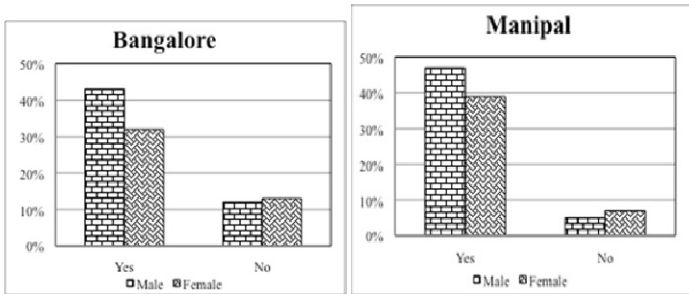 Bangalore
50%
40%
30%
20%
10%
0%
Yes No
Male Female
Manipal
50%
40%
30%
20%
10%
0%
Yes No
Male Female